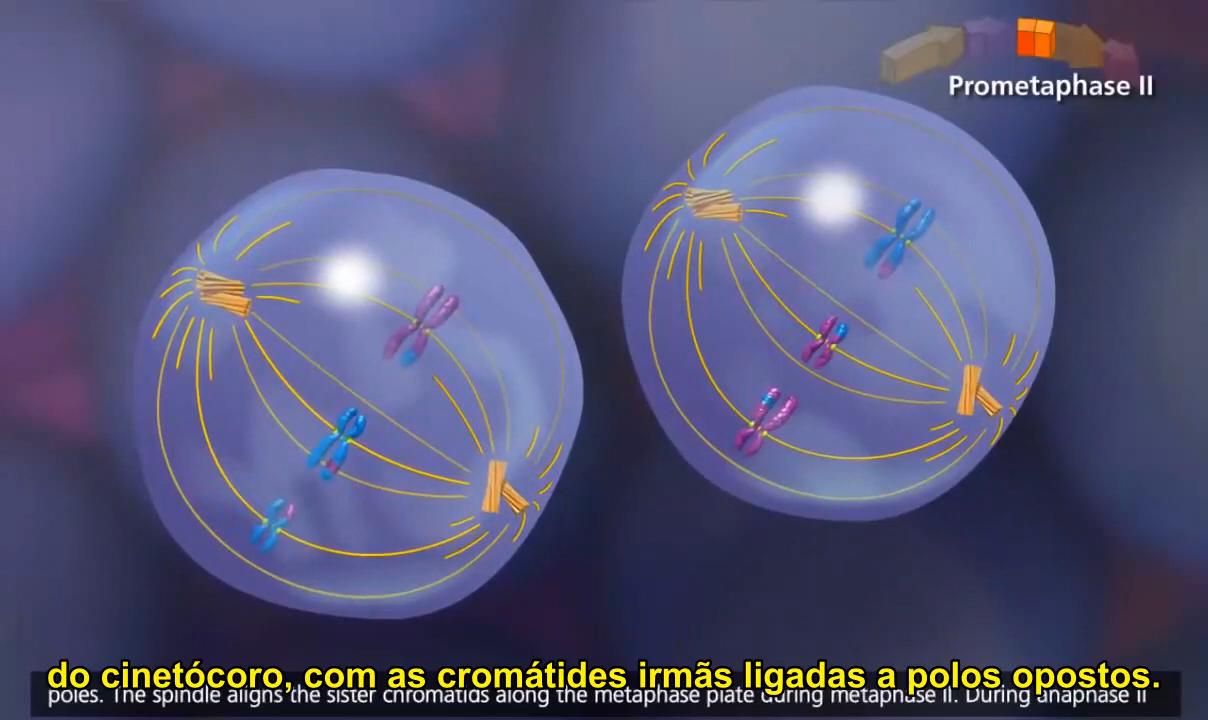 Prometaphase II
do cinetócoro, com as cromátides irmãs ligadas a polos opostos.
poles. The spindle aligns the sister chromatids along the metaphase plate during metaphase II. During anaphase II